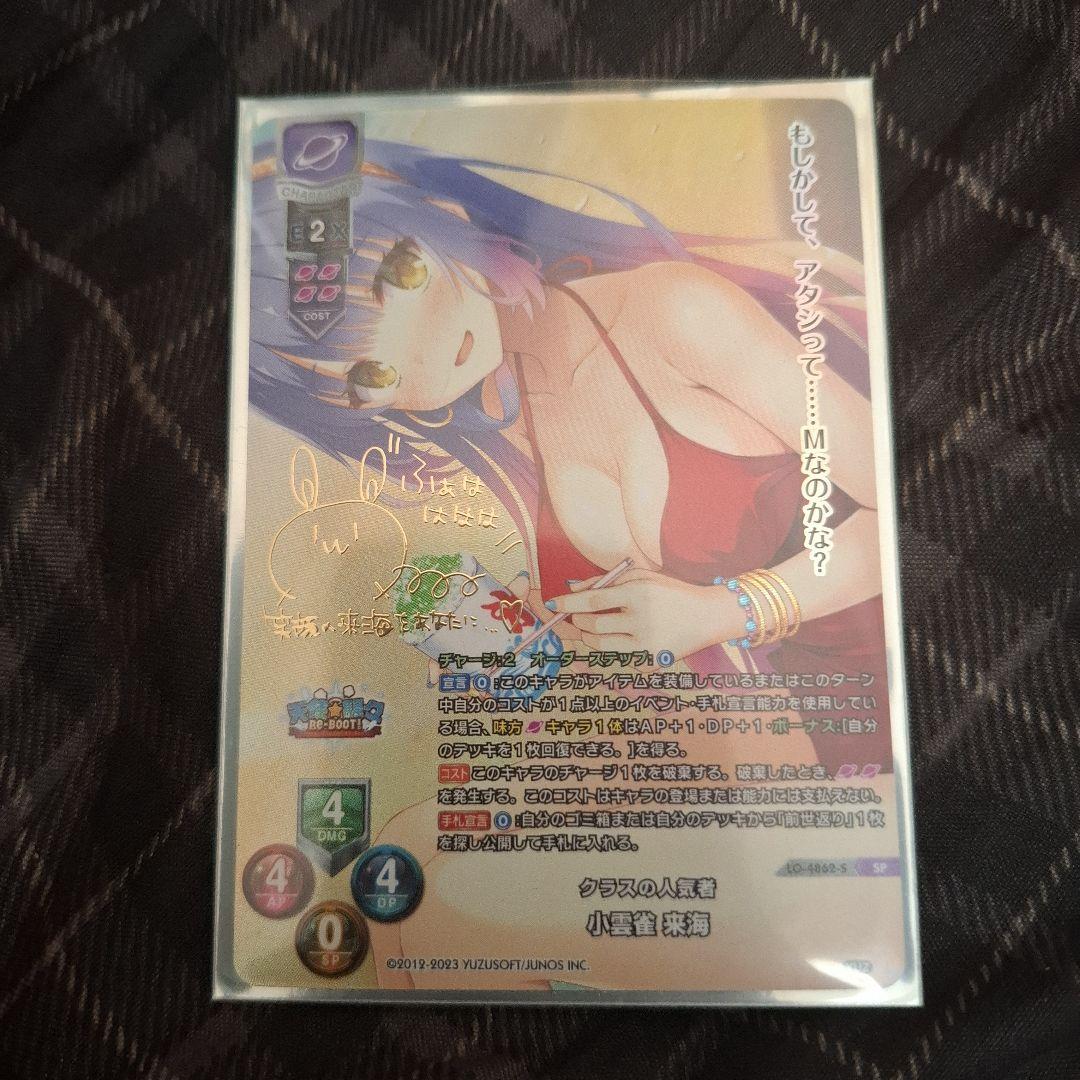 もしかして、アタシって……Mなのかな?
CHARACTER
EX 2
COST
ふはは
はははは
チャージ:2 オーダーステップ:0
宣言 0:このキャラがアイテムを装備しているまたはこのターン
中自分のコストが1点以上のイベント・手札宣言能力を使用してい
る場合、味方キャラ1体はAP+1・DP+1・ボーナス:[自分
のデッキを1枚回復できる。]を得る。
コスト このキャラのチャージ1枚を破棄する。破棄したとき、
を発生する。このコストはキャラの登場または能力には支払えない。
手札宣言 0:自分のゴミ箱または自分のデッキから「前世返り」1枚
を探し公開して手札に入れる。
RE-BOOT!
4
DMG
4
AP
4
DP
0
SP
LO-4862-S SP
クラスの人気者
小雲雀 来海
©2012-2023 YUZUSOFT/JUNOS INC.